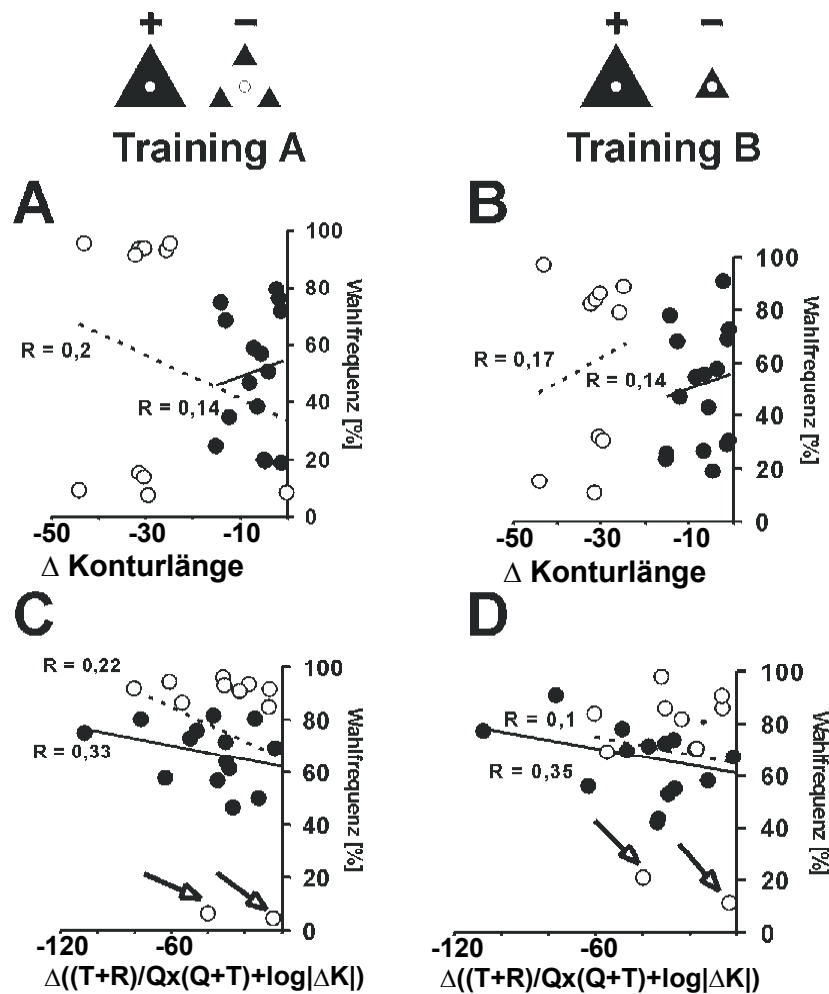 + − + −
Training A Training B
A
100
80
60
40
20
0
Wahlfrequenz [%]
R = 0,2
R = 0,14
-50 -30 -10
Δ Konturlänge
B
100
80
60
40
20
0
Wahlfrequenz [%]
R = 0,17
R = 0,14
-50 -30 -10
Δ Konturlänge
C
R = 0,22
R = 0,33
100
80
60
40
20
0
Wahlfrequenz [%]
-120 -60
Δ((T+R)/Qx(Q+T)+log|ΔK|)
D
R = 0,1
R = 0,35
100
80
60
40
20
0
Wahlfrequenz [%]
-120 -60
Δ((T+R)/Qx(Q+T)+log|ΔK|)